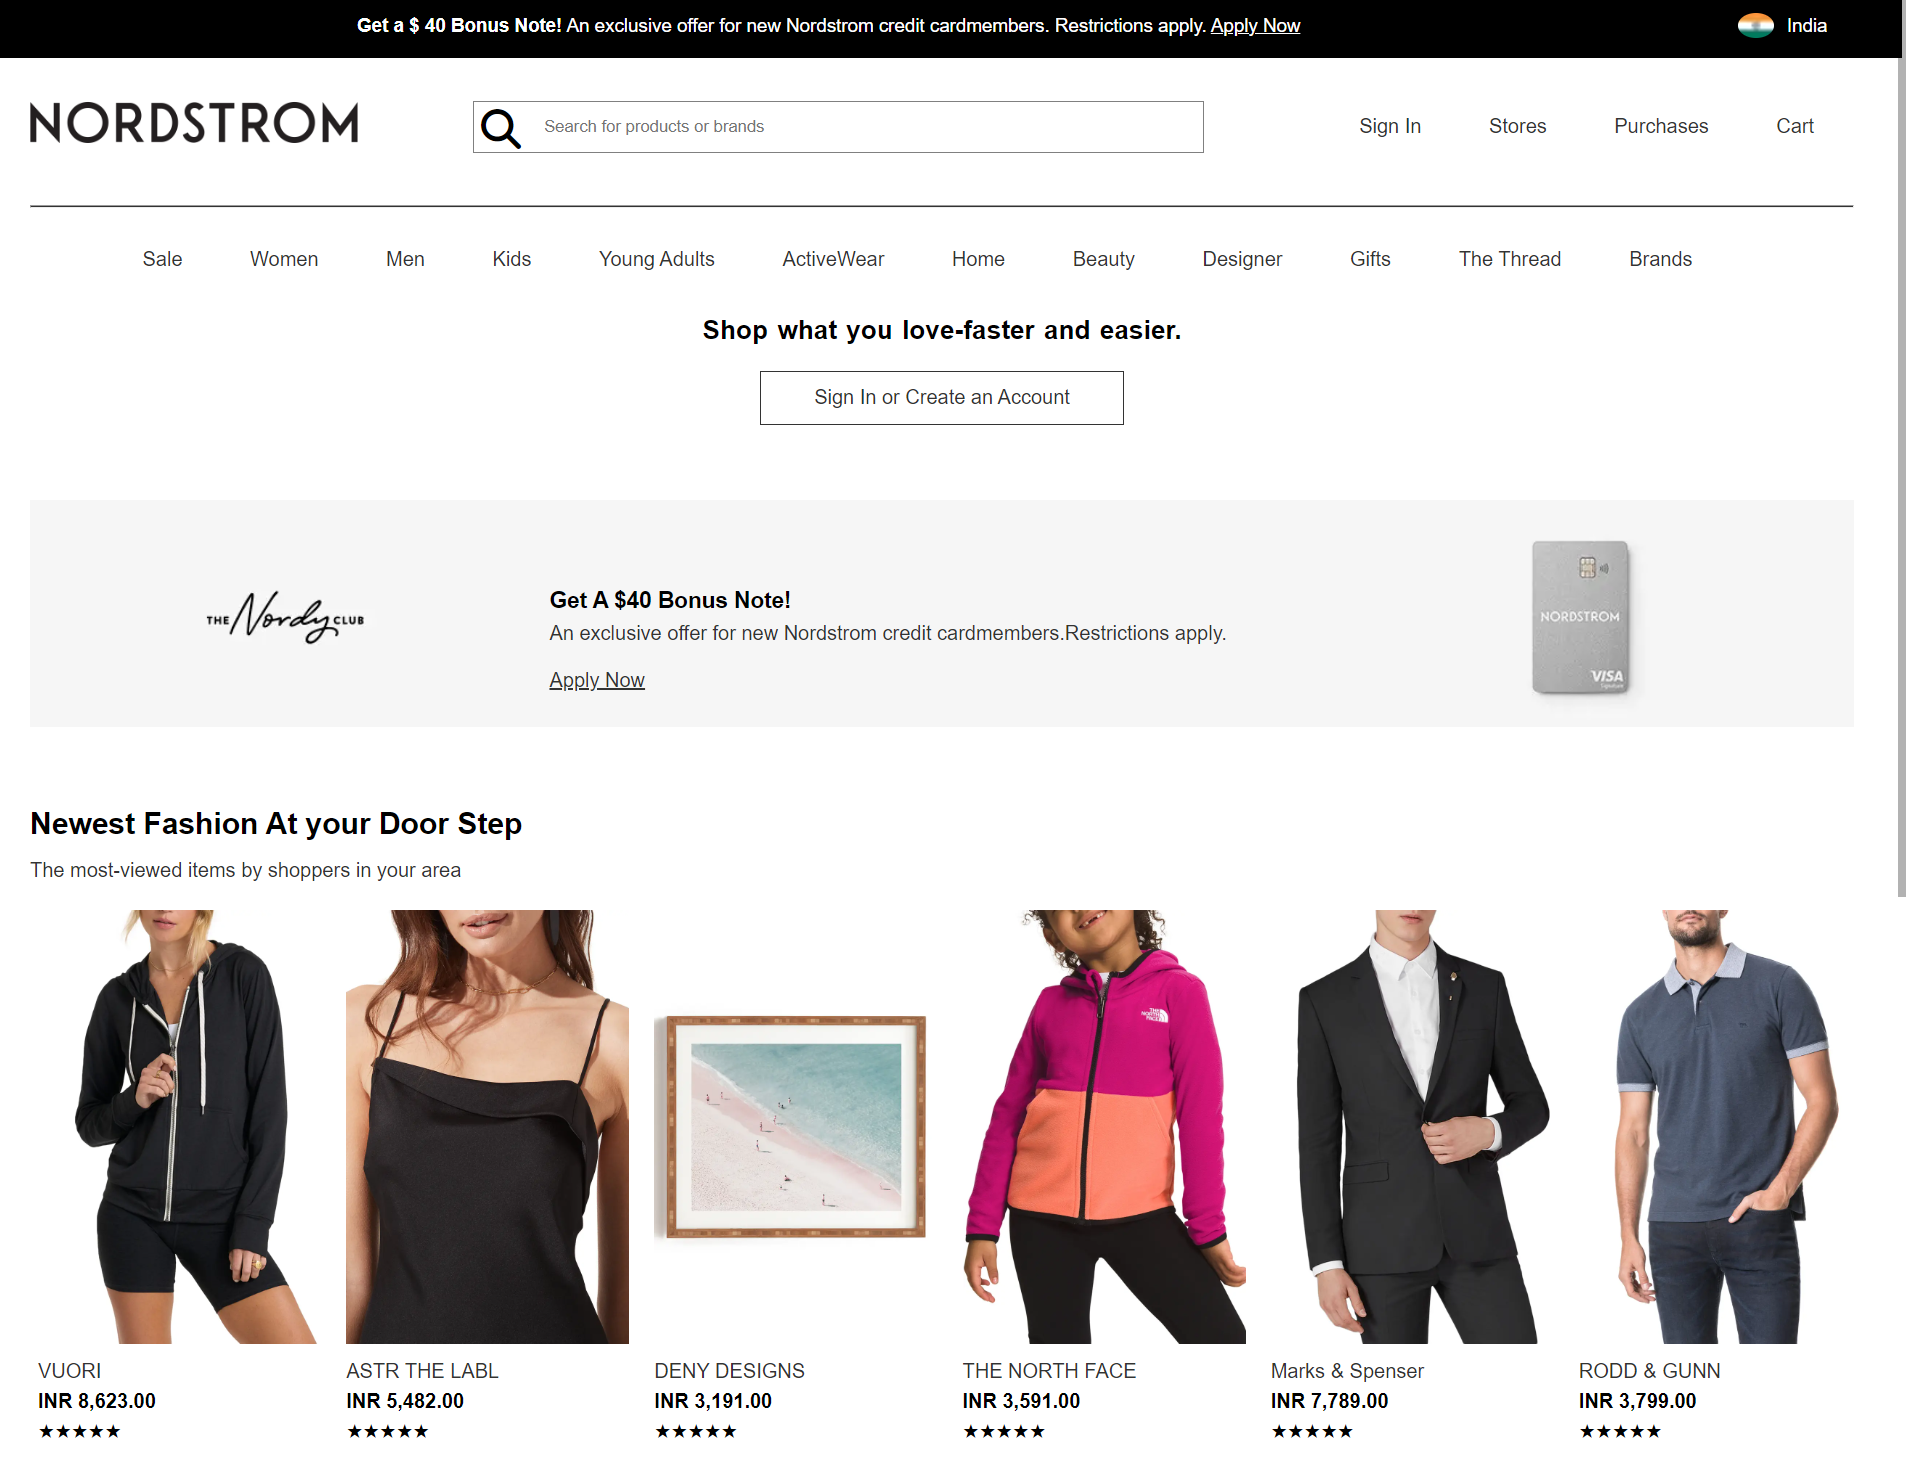 Get a $ 40 Bonus Note! An exclusive offer for new Nordstrom credit cardmembers. Restrictions apply. Apply Now
India
NORDSTROM
Search for products or brands
Sign In
Stores
Purchases
Cart
Sale
Women
Men
Kids
Young Adults
ActiveWear
Home
Beauty
Designer
Gifts
The Thread
Brands
Shop what you love-faster and easier.
Sign In or Create an Account
THE Nordy CLUB
Get A $40 Bonus Note!
An exclusive offer for new Nordstrom credit cardmembers.Restrictions apply.
Apply Now
NORDSTROM
VISA
Signature
Newest Fashion At your Door Step
The most-viewed items by shoppers in your area
THE
NORTH
FACE
VUORI
INR 8,623.00
★★★★★
ASTR THE LABL
INR 5,482.00
★★★★★
DENY DESIGNS
INR 3,191.00
★★★★★
THE NORTH FACE
INR 3,591.00
★★★★★
Marks & Spenser
INR 7,789.00
★★★★★
RODD & GUNN
INR 3,799.00
★★★★★